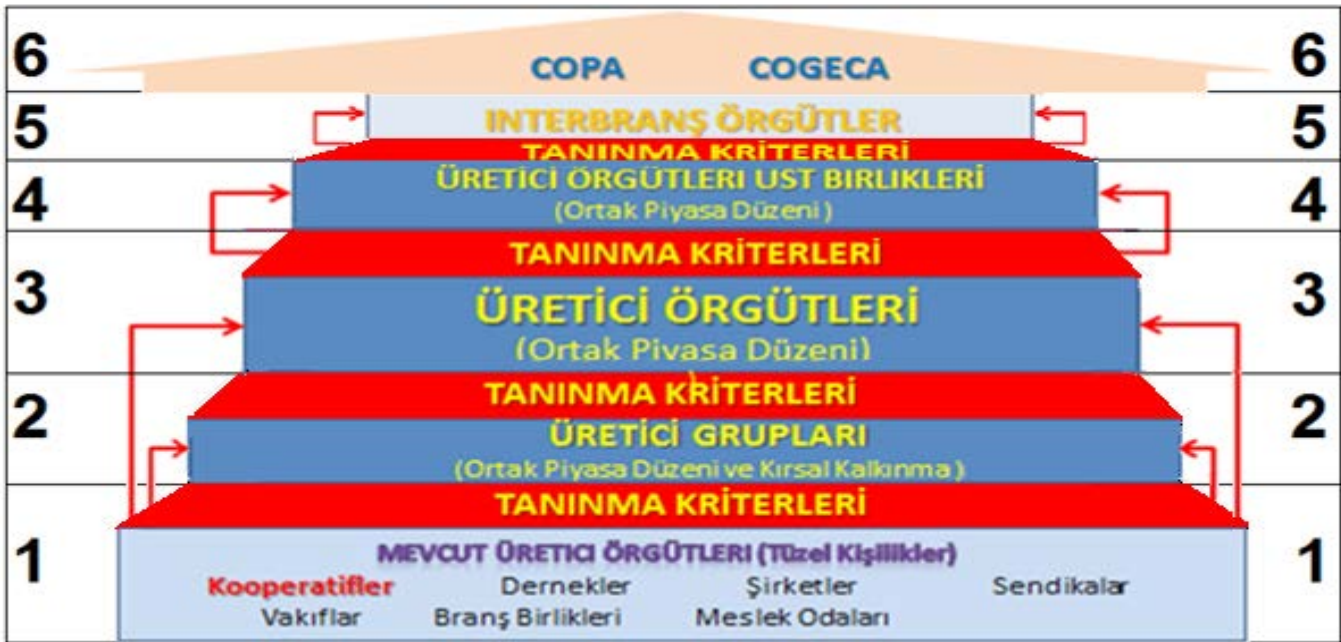 6 COPA COGECA 6
5 INTERBRANŞ ÖRGÜTLER 5
TANINMA KRİTERLERİ
4 ÜRETİCİ ÖRGÜTLERI UST BIRLIKLERİ 4
(Ortak Piyasa Düzeni)
TANINMA KRİTERLERİ
3 ÜRETİCİ ÖRGÜTLERİ 3
(Ortak Piyasa Düzeni)
TANINMA KRİTERLERİ
2 ÜRETİCİ GRUPLARI 2
(Ortak Piyasa Düzeni ve Kırsal Kalkınma)
TANINMA KRİTERLERİ
1 MEVCUT ÜRETICI ÖRGÜTLERI (Tüzel Kişilikler) 1
Kooperatifler Dernekler Şirketler Sendikalar
Vakıflar Branş Birlikleri Meslek Odaları